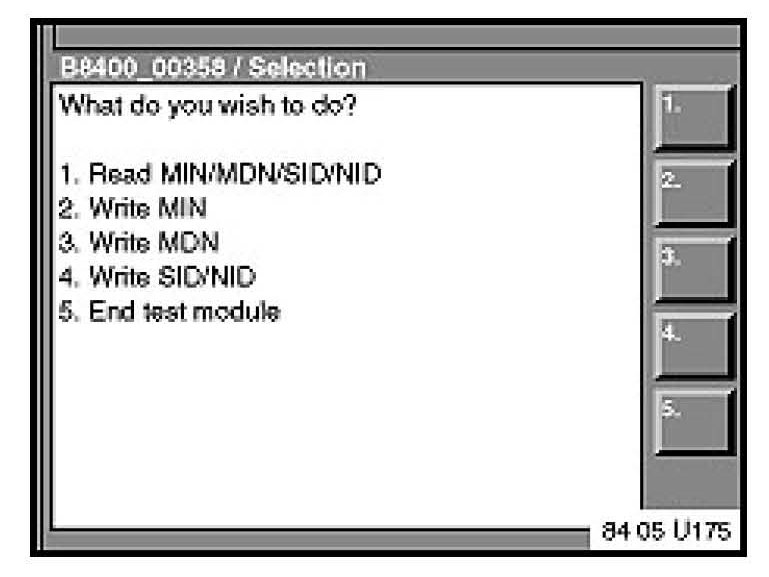 B8400_00358 / Selection
What do you wish to do?
1. Read MIN/MDN/SID/NID
2. Write MIN
3. Write MDN
4. Write SID/NID
5. End test module
1.
2.
3.
4.
5.
84 05 U175